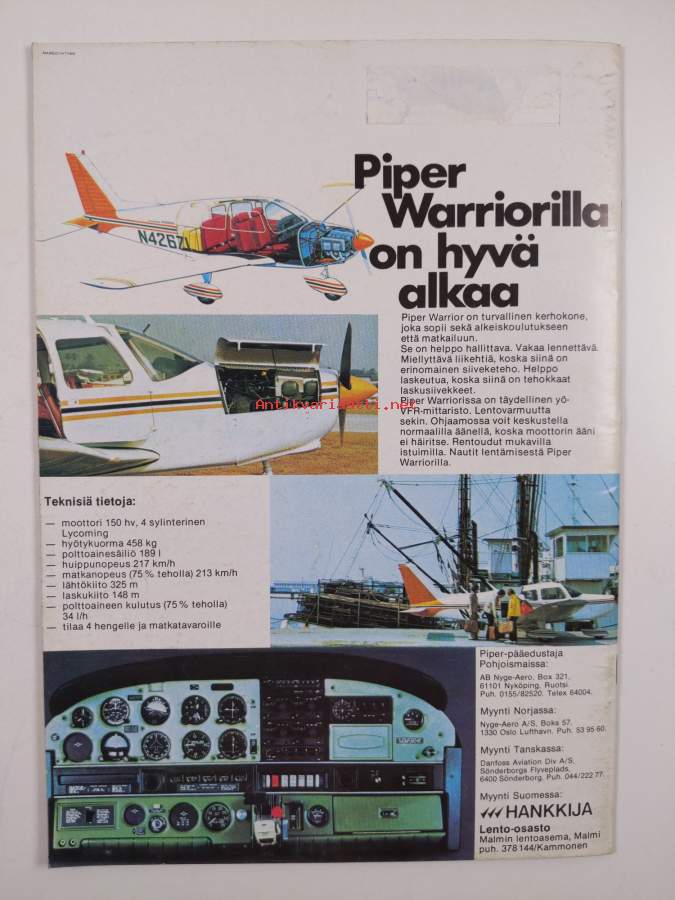 Piper
Warriorilla
on hyvä
alkaa
N4267
Piper Warrior on turvallinen kerhokone,
joka sopii sekä alkeiskoulutukseen
että matkailuun.
Se on helppo hallittava. Vakaa lennettävä.
Miellyttävä liikehtiä, koska siinä on
erinomainen siiveketeho. Helppo
laskeutua, koska siinä on tehokkaat
laskusiivekkeet.
Piper Warriorissa on täydellinen yö-
VFR-mittaristo. Lentovarmuutta
sekin. Ohjaamossa voit keskustella
normaalilla äänellä, koska moottorin ääni
ei häiritse. Rentoudut mukavilla
istuimilla. Nautit lentämisestä Piper
Warriorilla.
Antikvariaatti.net
Teknisiä tietoja:
— moottori 150 hv, 4 sylinterinen
Lycoming
— hyötykuorma 458 kg
— polttoainesäiliö 189 l
— huippunopeus 217 km/h
— matkanopeus (75 % teholla) 213 km/h
— lähtökiito 325 m
— laskukiito 148 m
— polttoaineen kulutus (75 % teholla)
34 l/h
— tilaa 4 hengelle ja matkatavaroille
Piper-pääedustaja
Pohjoismaissa:
AB Nyge-Aero, Box 321,
61101 Nyköping, Ruotsi
Puh. 0155/82520. Telex 64004.
Myynti Norjassa:
Nyge-Aero A/S, Boks 57,
1330 Oslo Lufthavn. Puh. 53 95 60.
Myynti Tanskassa:
Danfoss Aviation Div A/S,
Sönderborgs Flyveplads,
6400 Sönderborg, Puh. 044/222 77.
Myynti Suomessa:
HANKKIJA
Lento-osasto
Malmin lentoasema, Malmi
puh. 378 144/Kammonen